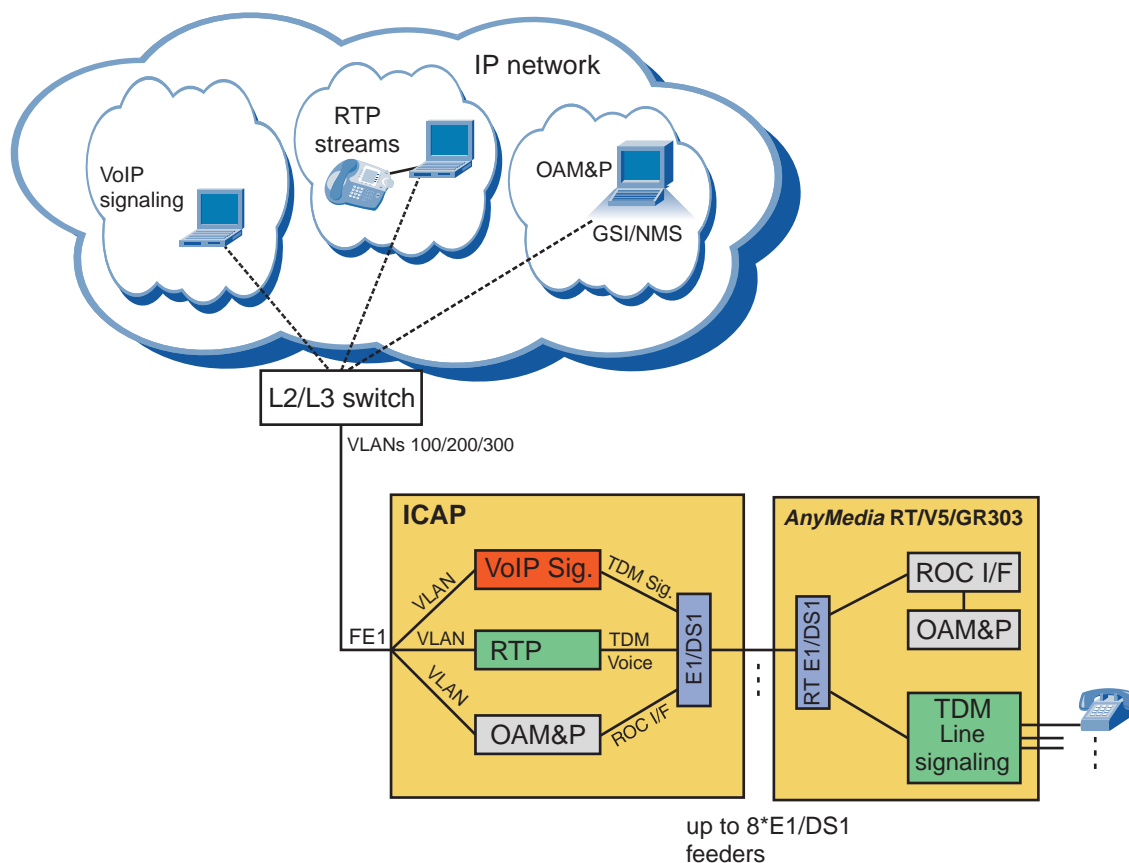 IP network
RTP
streams
VoIP
signaling
OAM&P
GSI/NMS
L2/L3 switch
VLANs 100/200/300
ICAP
AnyMedia RT/V5/GR303
VoIP Sig.
VLAN
TDM Sig.
ROC I/F
FE1
VLAN
RTP
TDM
Voice
E1/DS1
RT E1/DS1
OAM&P
VLAN
OAM&P
ROC I/F
TDM
Line
signaling
up to 8*E1/DS1
feeders